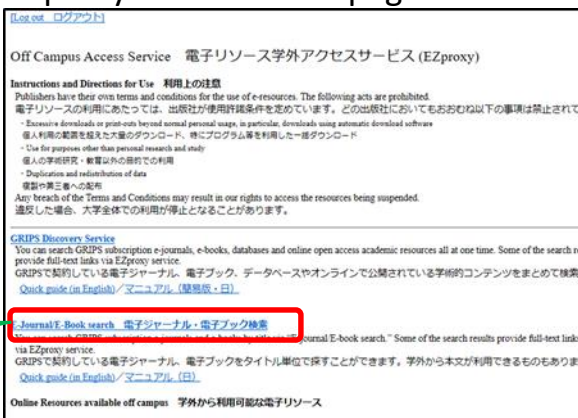 [Log out ログアウト]
Off Campus Access Service 電子リソース学外アクセスサービス (EZproxy)
Instructions and Directions for Use 利用上の注意
Publishers have their own terms and conditions for the use of e-resources. The following acts are prohibited.
電子リソースの利用にあたっては、出版社が使用許諾条件を定めています。どの出版社においてもおおむね以下の事項は禁止されて
- Excessive downloads or print-outs beyond normal personal usage, in particular, downloads using automatic download software
個人利用の範囲を超えた大量のダウンロード、特にプログラム等を利用した一括ダウンロード
- Use for purposes other than personal research and study
個人の学術研究・教育以外の目的での利用
- Duplication and redistribution of data
複製や第三者への配布
Any breach of the Terms and Conditions may result in our rights to access the resources being suspended.
違反した場合、大学全体での利用が停止となることがあります。
GRIPS Discovery Service
You can search GRIPS subscription e-journals, e-books, databases and online open access academic resources all at one time. Some of the search
provide full-text links via EZproxy service.
GRIPSで契約している電子ジャーナル、電子ブック、データベースやオンラインで公開されている学術的コンテンツをまとめて検索
Quick guide (in English)／マニュアル（簡易版・日）
-Journal/E-Book search 電子ジャーナル・電子ブック検索
You can search GRIPS subscription e-journals and e-books by title via "E-journal/E-book search." Some of the search results provide full-text links
via EZproxy service.
GRIPSで契約している電子ジャーナル、電子ブックをタイトル単位で探すことができます。学外から本文が利用できるものもありま
Quick guide (in English)／マニュアル（日）
Online Resources available off campus 学外から利用可能な電子リソース